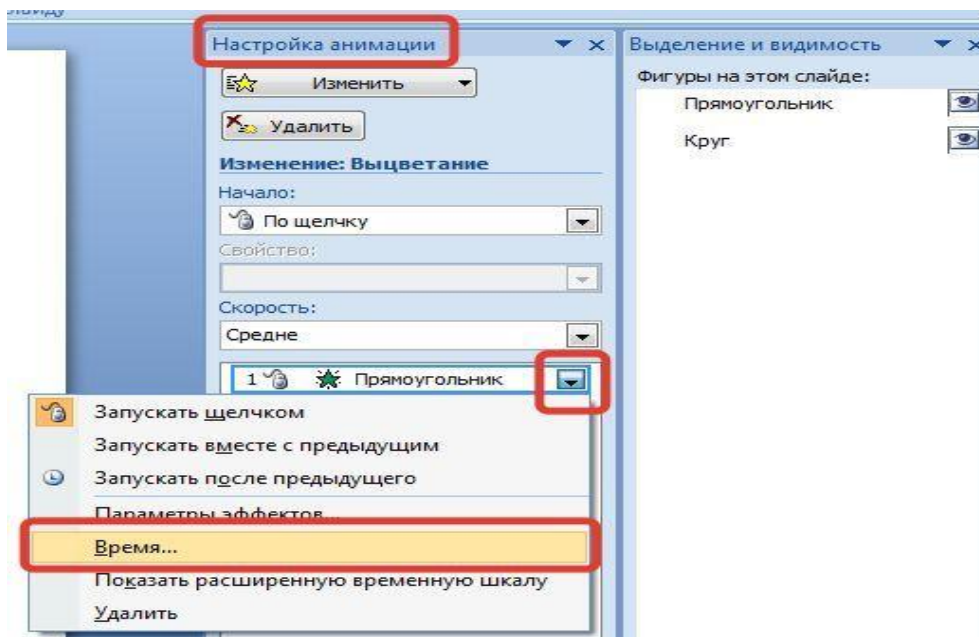 слайду
Настройка анимации
Изменить
Удалить
Изменение: Выцветание
Начало:
По щелчку
Свойство:
Скорость:
Средне
1 Прямоугольник
Запускать щелчком
Запускать вместе с предыдущим
Запускать после предыдущего
Параметры эффектов...
Время...
Показать расширенную временную шкалу
Удалить
Выделение и видимость
Фигуры на этом слайде:
Прямоугольник
Круг